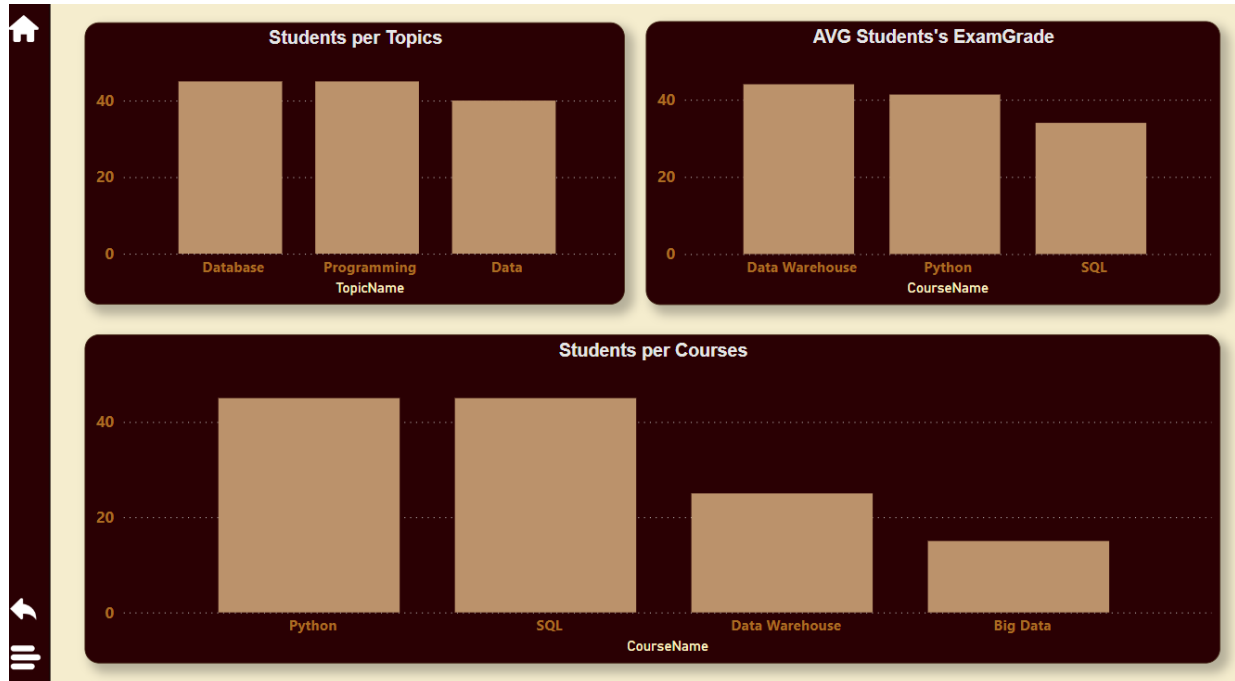 Students per Topics
40
20
0
Database Programming Data
TopicName
AVG Students's ExamGrade
40
20
0
Data Warehouse Python SQL
CourseName
Students per Courses
40
20
0
Python SQL Data Warehouse Big Data
CourseName